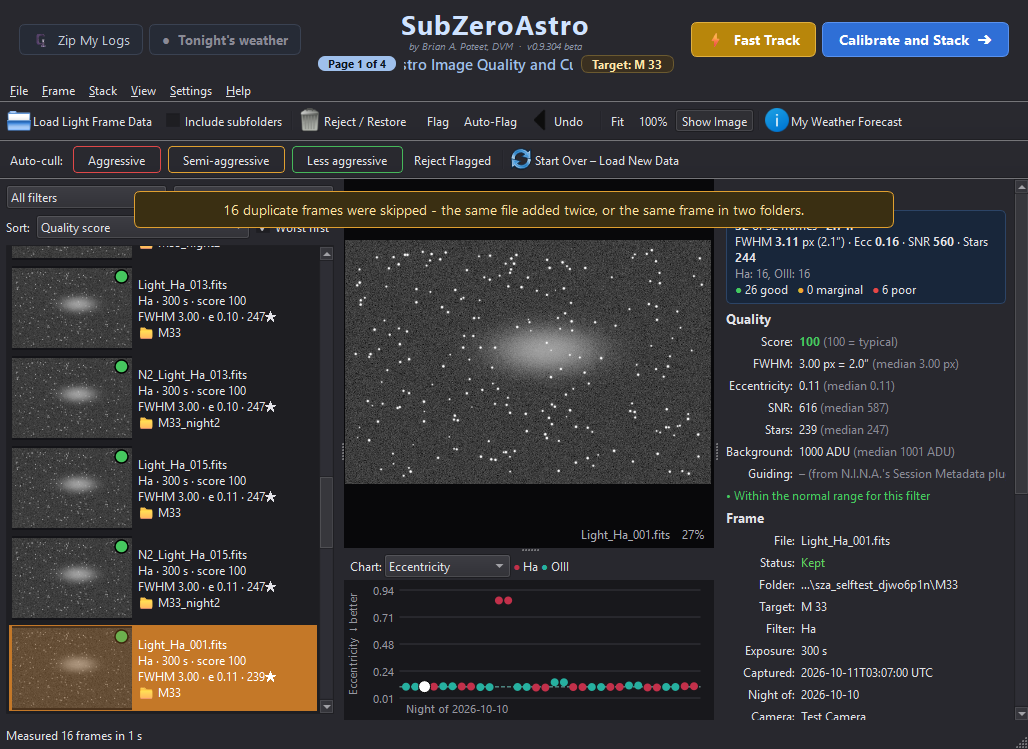 Zip My Logs
Tonight's weather
SubZeroAstro
by Brian A. Pateet, DVM · v0.9.304 beta
Page 1 of 4
tro Image Quality and Cu
Target: M 33
Fast Track
Calibrate and Stack →
File Frame Stack View Settings Help
Load Light Frame Data Include subfolders Reject / Restore Flag Auto-Flag Undo Fit 100% Show Image My Weather Forecast
Auto-cull: Aggressive Semi-aggressive Less aggressive Reject Flagged Start Over – Load New Data
All filters
16 duplicate frames were skipped - the same file added twice, or the same frame in two folders.
Sort: Quality score Worst first
M33_night2
Light_Ha_013.fits
Ha · 300 s · score 100
FWHM 3.00 · e 0.10 · 247★
M33
N2_Light_Ha_013.fits
Ha · 300 s · score 100
FWHM 3.00 · e 0.10 · 247★
M33_night2
Light_Ha_015.fits
Ha · 300 s · score 100
FWHM 3.00 · e 0.11 · 247★
M33
N2_Light_Ha_015.fits
Ha · 300 s · score 100
FWHM 3.00 · e 0.11 · 247★
M33_night2
Light_Ha_001.fits
Ha · 300 s · score 100
FWHM 3.00 · e 0.11 · 239★
M33
Light_Ha_001.fits 27%
Chart: Eccentricity Ha OIII
Eccentricity ↓ better
0.94
0.71
0.48
0.24
0.01
Night of 2026-10-10
FWHM 3.11 px (2.1") · Ecc 0.16 · SNR 560 · Stars
244
Ha: 16, OIII: 16
● 26 good ● 0 marginal ● 6 poor
Quality
Score: 100 (100 = typical)
FWHM: 3.00 px = 2.0" (median 3.00 px)
Eccentricity: 0.11 (median 0.11)
SNR: 616 (median 587)
Stars: 239 (median 247)
Background: 1000 ADU (median 1001 ADU)
Guiding: – (from N.I.N.A.'s Session Metadata plu
• Within the normal range for this filter
Frame
File: Light_Ha_001.fits
Status: Kept
Folder: ...\sza_selftest_djwo6p1n\M33
Target: M 33
Filter: Ha
Exposure: 300 s
Captured: 2026-10-11T03:07:00 UTC
Night of: 2026-10-10
Camera: Test Camera
Measured 16 frames in 1 s